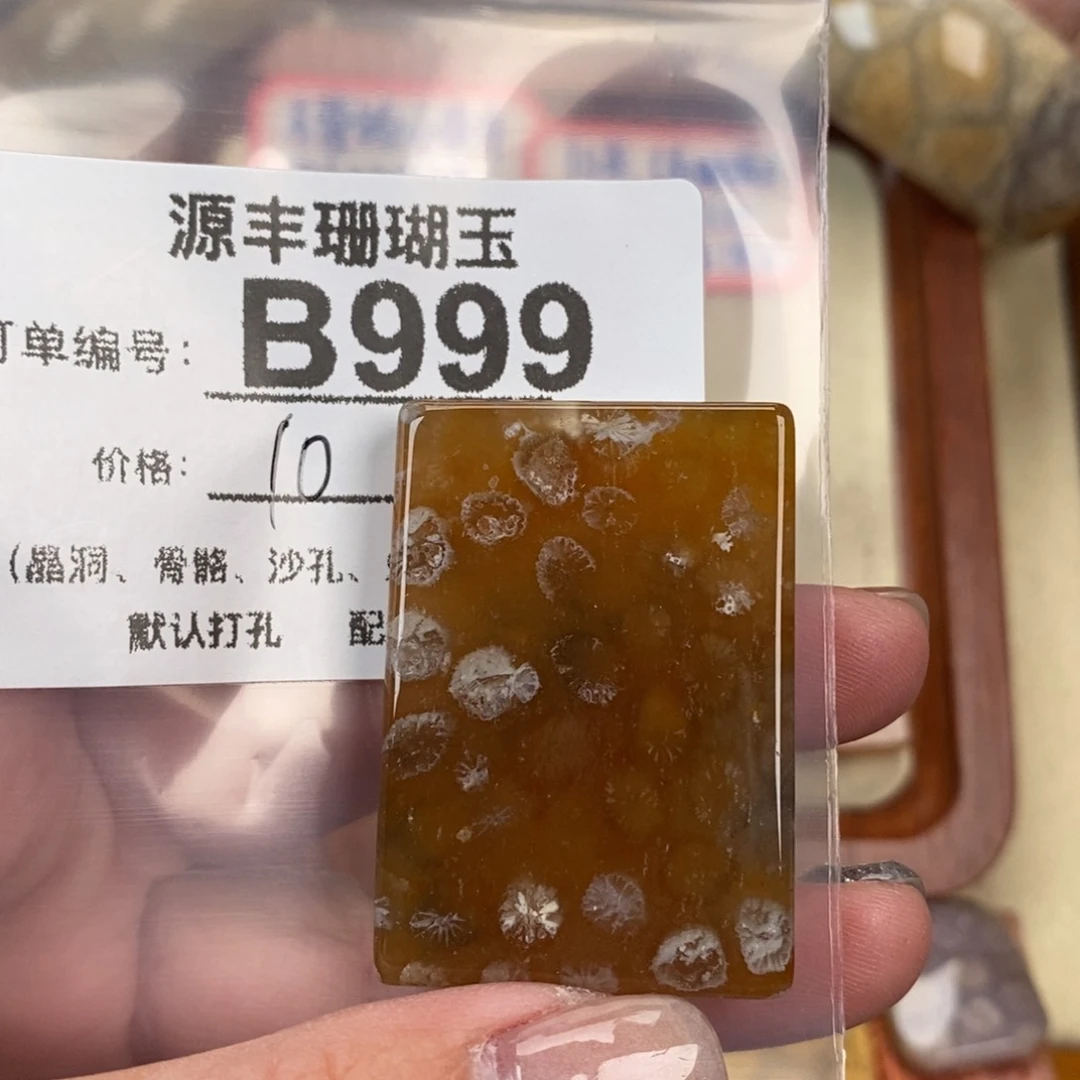 源丰珊瑚玉
订单编号: B999
价格: 10
(晶洞、骨骼、沙孔、
默认打孔 配